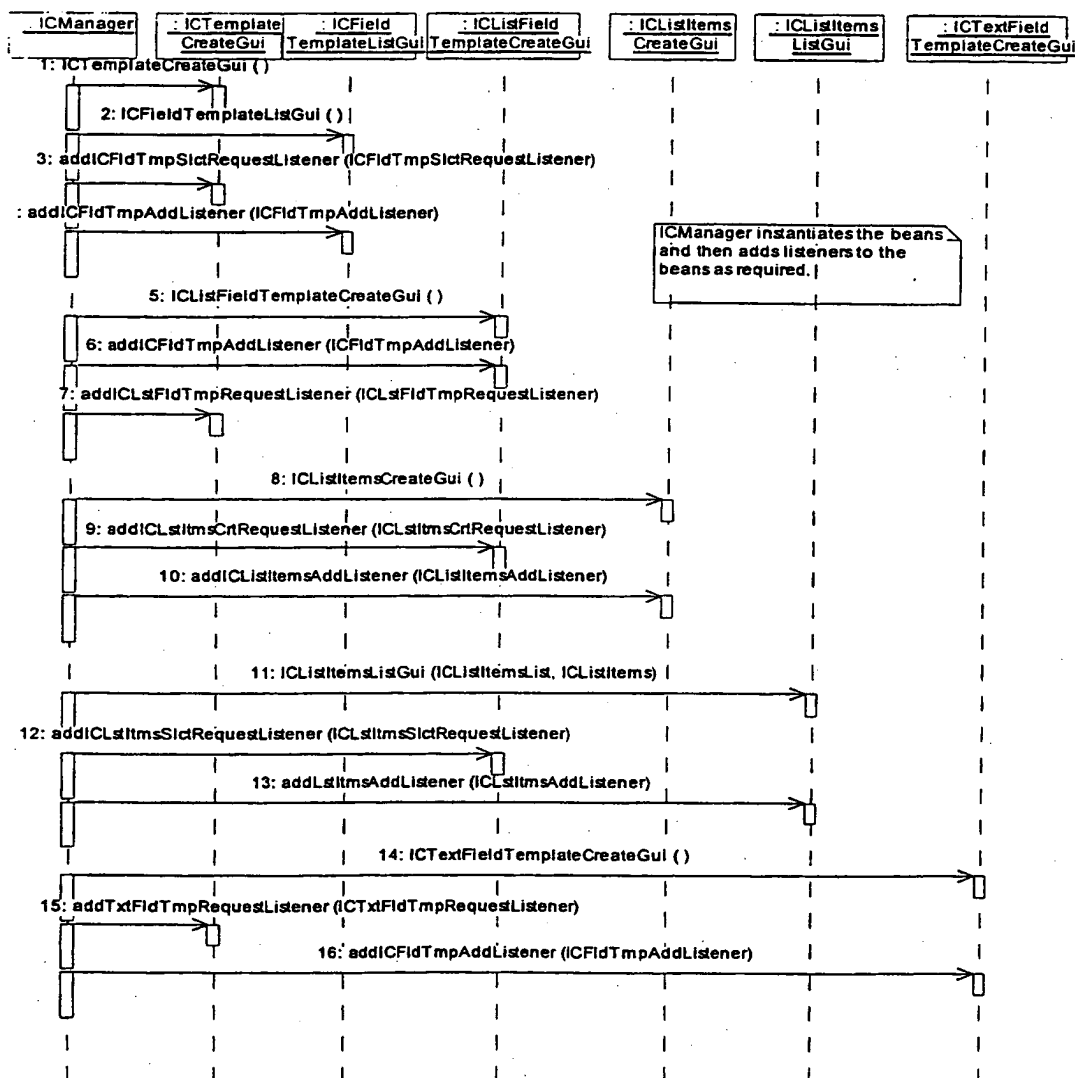 : ICManager
: ICTemplate
CreateGui
: ICField
TemplateListGui
: ICListField
TemplateCreateGui
: ICListItems
CreateGui
: ICListItems
ListGui
: ICTextField
TemplateCreateGui
1: ICTemplateCreateGui ( )
2: ICFieldTemplateListGui ( )
3: addICFldTmpSlctRequestListener (ICFldTmpSlctRequestListener)
: addICFldTmpAddListener (ICFldTmpAddListener)
ICManager instantiates the beans
and then adds listeners to the
beans as required.
5: ICListFieldTemplateCreateGui ( )
6: addICFldTmpAddListener (ICFldTmpAddListener)
7: addICLstFldTmpRequestListener (ICLstFldTmpRequestListener)
8: ICListItemsCreateGui ( )
9: addICLstItmsCrtRequestListener (ICLstItmsCrtRequestListener)
10: addICListItemsAddListener (ICListItemsAddListener)
11: ICListItemsListGui (ICListItemsList, ICListItems)
12: addICLstItmsSlctRequestListener (ICLstItmsSlctRequestListener)
13: addLstItmsAddListener (ICLstItmsAddListener)
14: ICTextFieldTemplateCreateGui ( )
15: addTxtFldTmpRequestListener (ICTxtFldTmpRequestListener)
16: addICFldTmpAddListener (ICFldTmpAddListener)